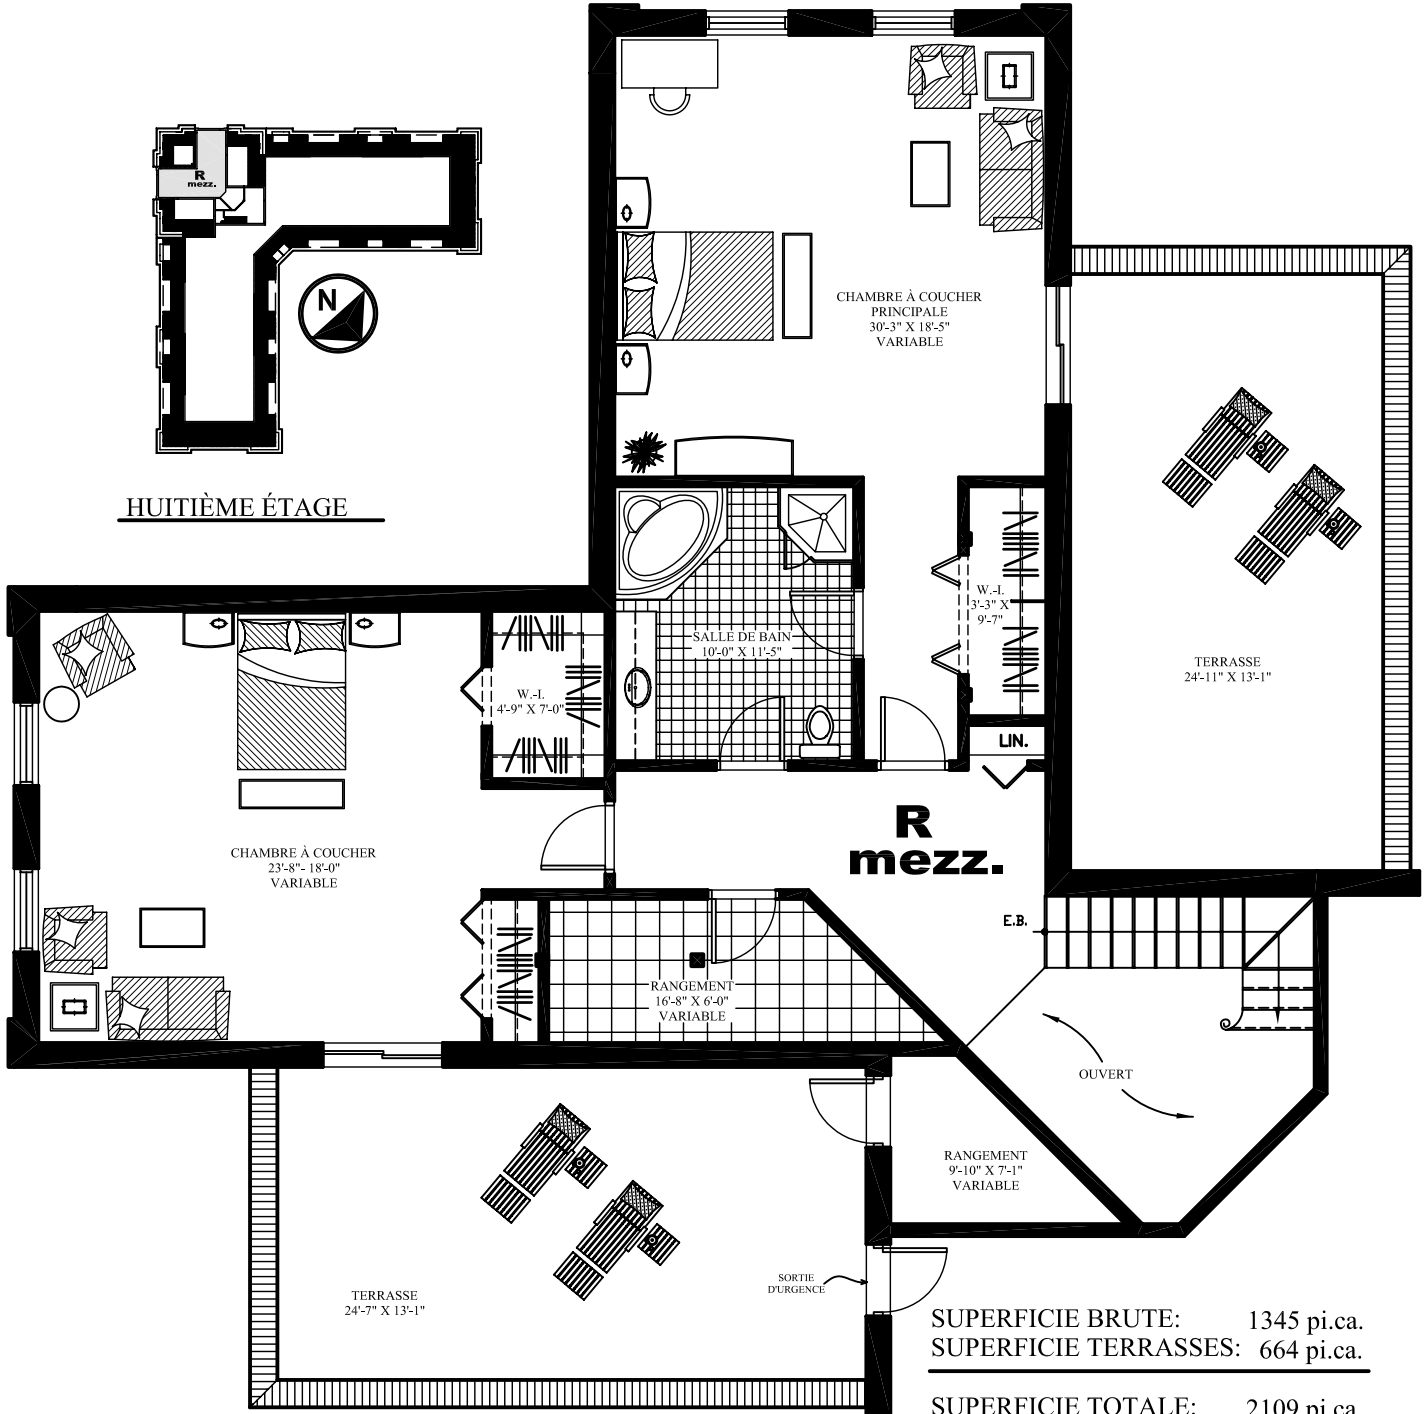 R
mezz.
N
HUITIÈME ÉTAGE
CHAMBRE À COUCHER
PRINCIPALE
30'-3" X 18'-5"
VARIABLE
W.-I.
3'-3" X
9'-7"
SALLE DE BAIN
10'-0" X 11'-5"
TERRASSE
24'-11" X 13'-1"
W.-I.
4'-9" X 7'-0"
LIN.
R
mezz.
CHAMBRE À COUCHER
23'-8"- 18'-0"
VARIABLE
E.B.
RANGEMENT
16'-8" X 6'-0"
VARIABLE
OUVERT
RANGEMENT
9'-10" X 7'-1"
VARIABLE
TERRASSE
24'-7" X 13'-1"
SORTIE
D'URGENCE
SUPERFICIE BRUTE: 1345 pi.ca.
SUPERFICIE TERRASSES: 664 pi.ca.
SUPERFICIE TOTALE: 2109 pi.ca.